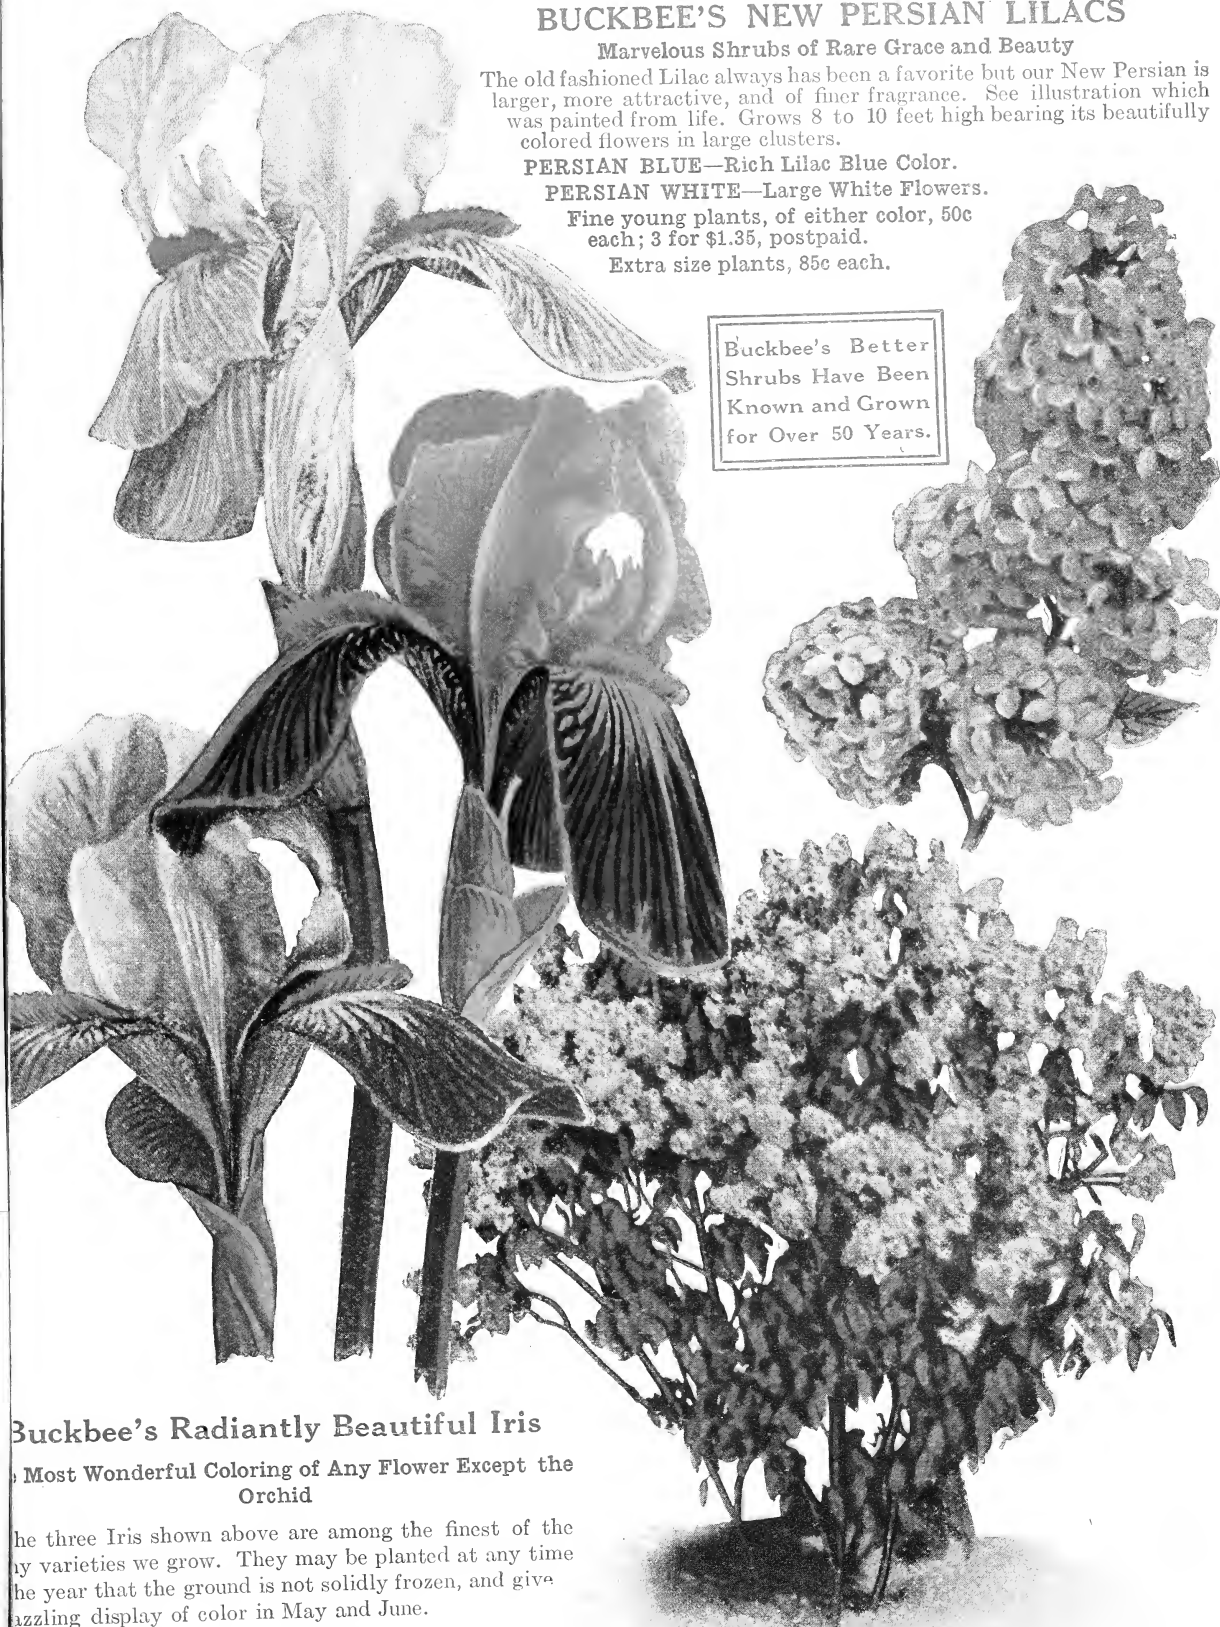 BUCKBEE'S NEW PERSIAN LILACS
Marvelous Shrubs of Rare Grace and Beauty
The old fashioned Lilac always has been a favorite but our New Persian is
larger, more attractive, and of finer fragrance. See illustration which
was painted from life. Grows 8 to 10 feet high bearing its beautifully
colored flowers in large clusters.
PERSIAN BLUE—Rich Lilac Blue Color.
PERSIAN WHITE—Large White Flowers.
Fine young plants, of either color, 50c
each; 3 for $1.35, postpaid.
Extra size plants, 85c each.
Buckbee's Better
Shrubs Have Been
Known and Grown
for Over 50 Years.
Buckbee's Radiantly Beautiful Iris
Most Wonderful Coloring of Any Flower Except the
Orchid
he three Iris shown above are among the finest of the
ny varieties we grow. They may be planted at any time
he year that the ground is not solidly frozen, and give
azzling display of color in May and June.